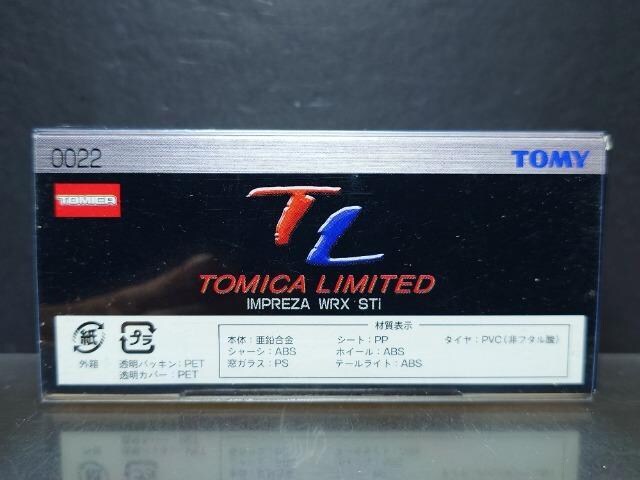 0022
TOMY
TOMICA
TL
TOMICA LIMITED
IMPREZA WRX STi
材質表示
紙
外箱
プラ
透明パッキン:PET
透明カバー:PET
本体:亜鉛合金
シャーシ:ABS
窓ガラス:PS
シート:PP
ホイール:ABS
テールライト:ABS
タイヤ:PVC(非フタル酸)